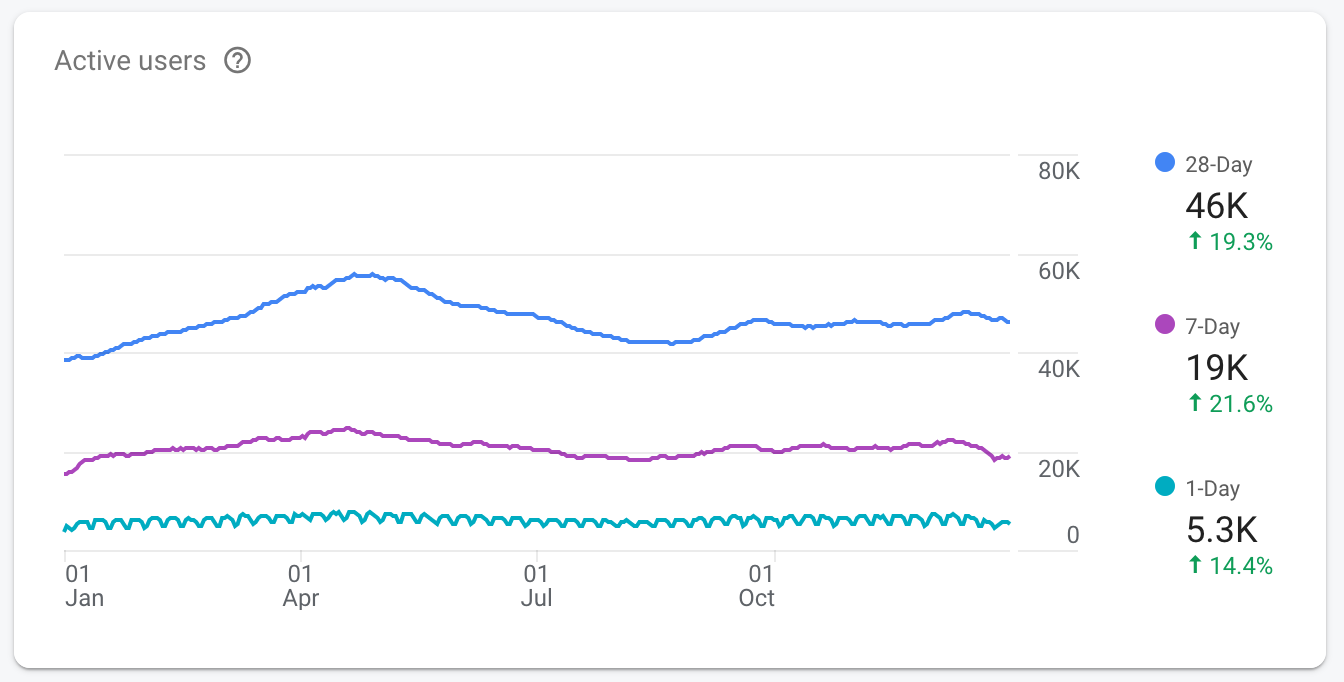 Active users ?
80K
60K
40K
20K
0
01
Jan
01
Apr
01
Jul
01
Oct
28-Day
46K
↑ 19.3%
7-Day
19K
↑ 21.6%
1-Day
5.3K
↑ 14.4%